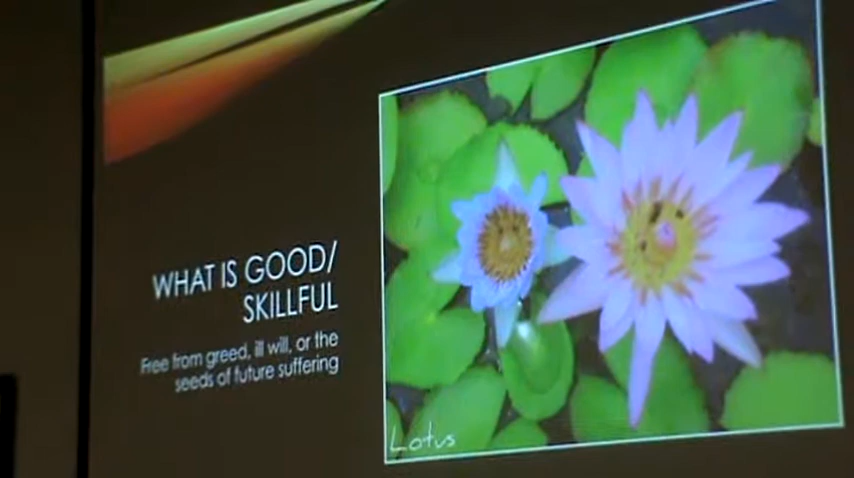 WHAT IS GOOD/
SKILLFUL
Free from greed, ill will, or the
seeds of future suffering
Lotus